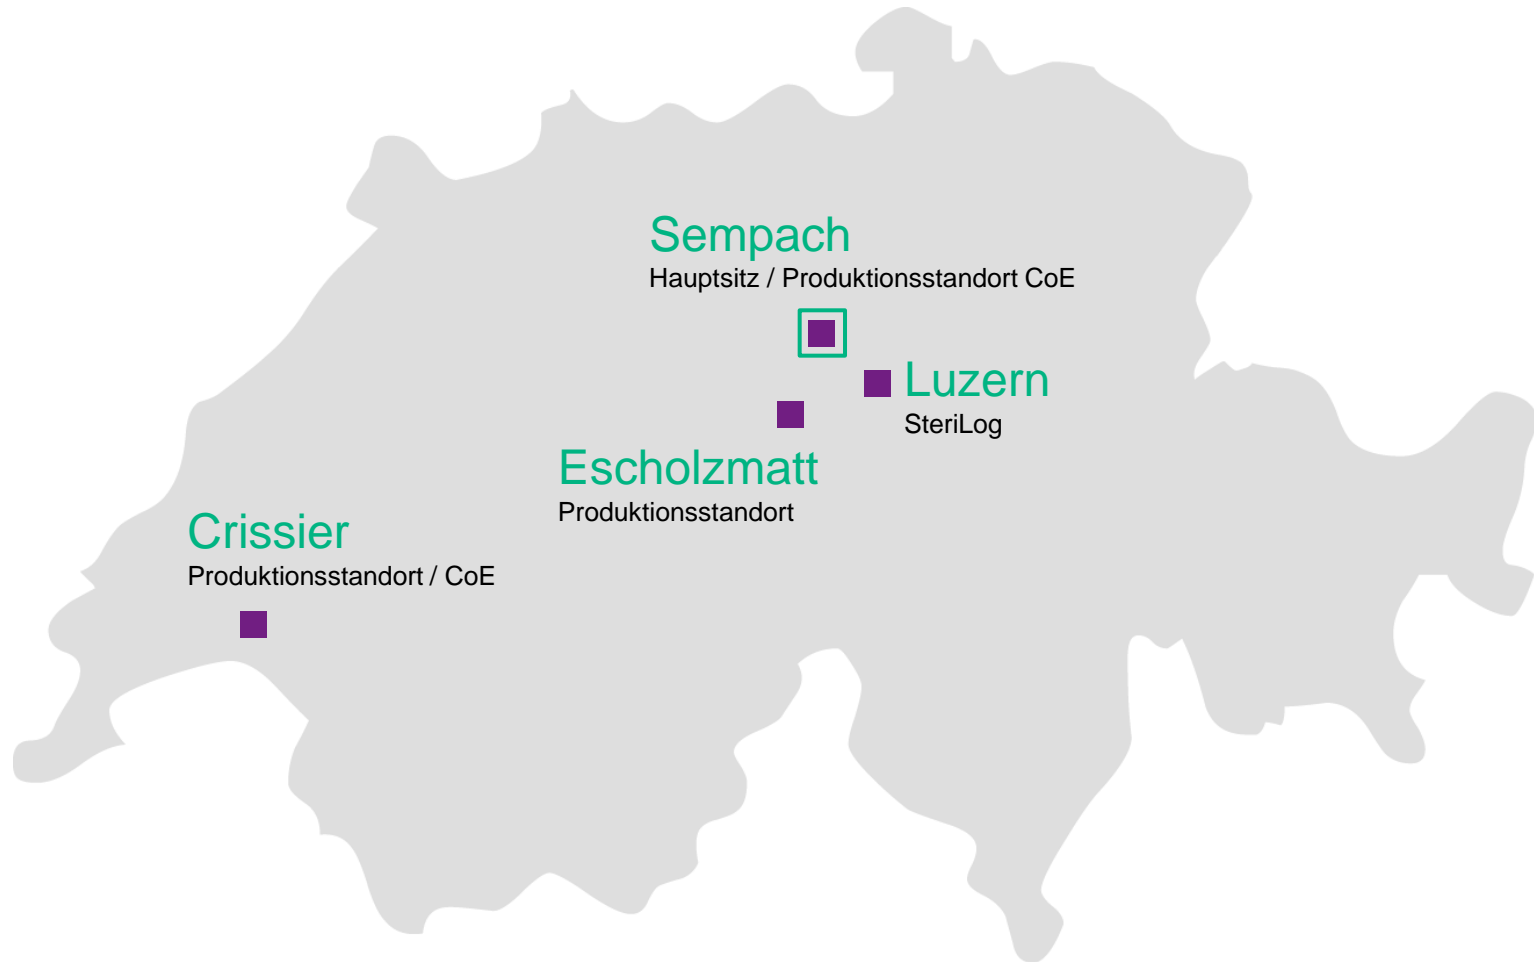 Sempach
Hauptsitz / Produktionsstandort CoE
Luzern
SteriLog
Escholzmatt
Produktionsstandort
Crissier
Produktionsstandort / CoE